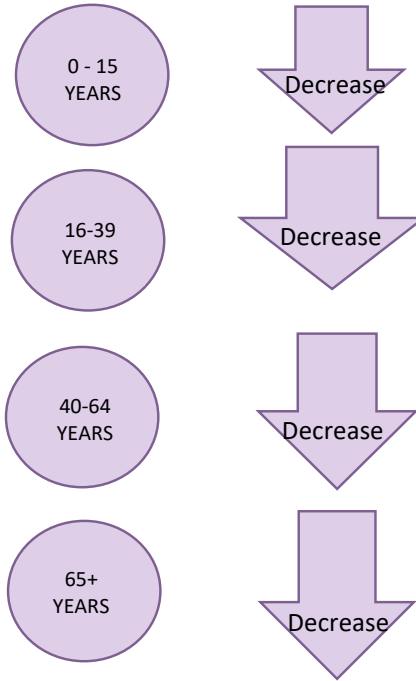 0 - 15
YEARS
Decrease
16-39
YEARS
Decrease
40-64
YEARS
Decrease
65+
YEARS
Decrease